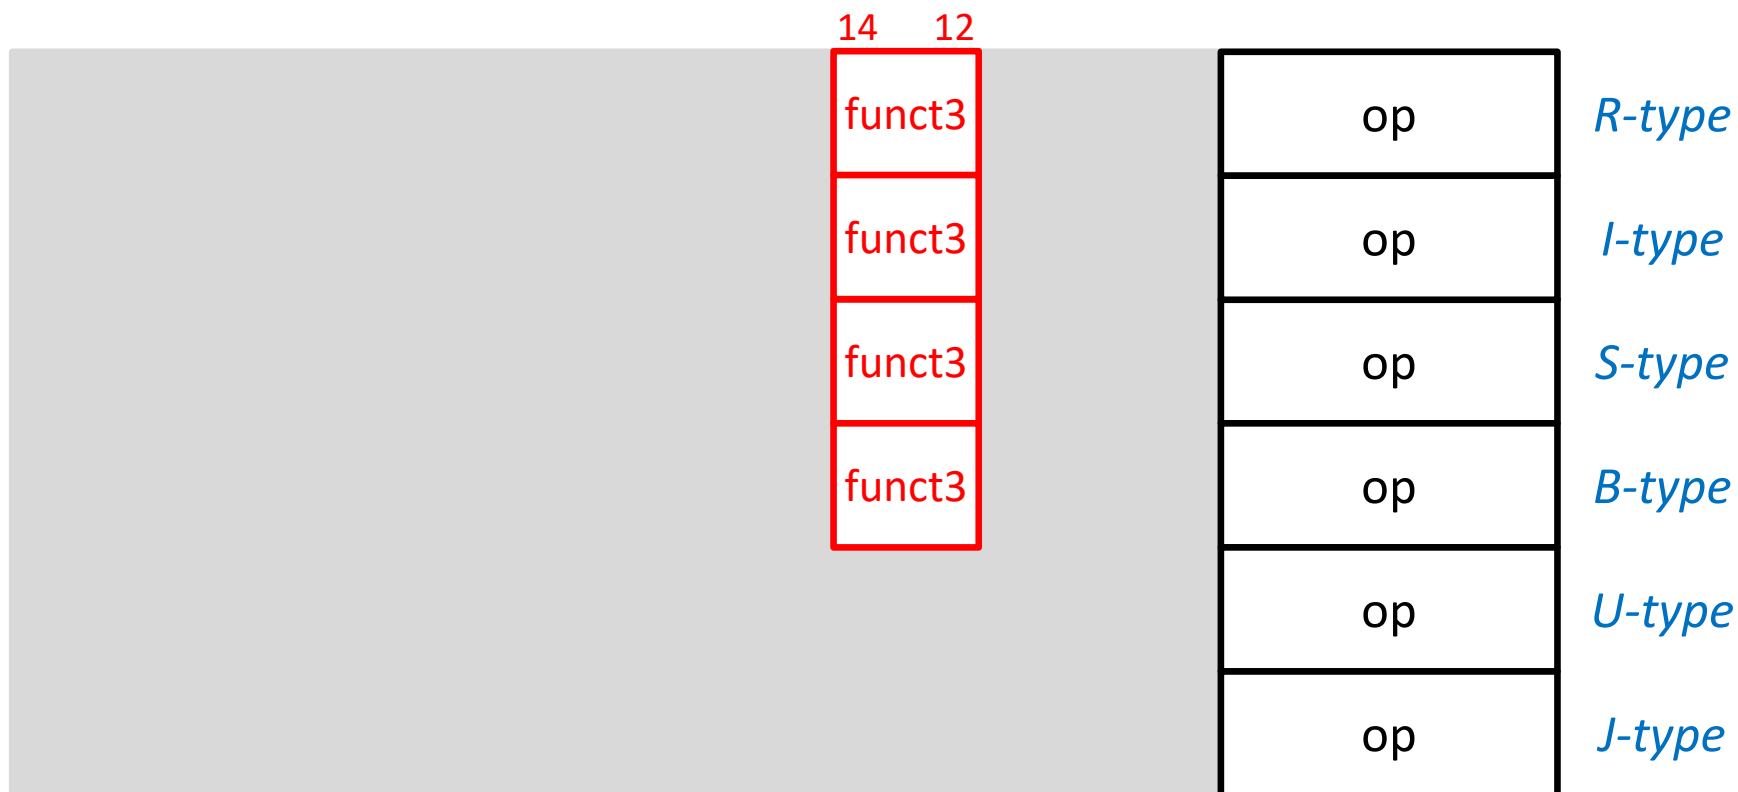 14 12
funct3 op R-type
funct3 op I-type
funct3 op S-type
funct3 op B-type
op U-type
op J-type